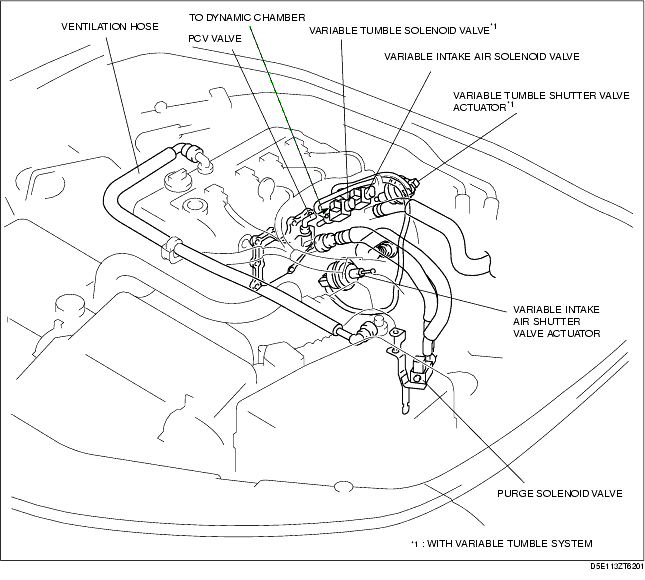 TO DYNAMIC CHAMBER
VENTILATION HOSE
PCV VALVE
VARIABLE TUMBLE SOLENOID VALVE*1
VARIABLE INTAKE AIR SOLENOID VALVE
VARIABLE TUMBLE SHUTTER VALVE
ACTUATOR*1
VARIABLE INTAKE
AIR SHUTTER
VALVE ACTUATOR
PURGE SOLENOID VALVE
*1 : WITH VARIABLE TUMBLE SYSTEM
D5E113ZT6201